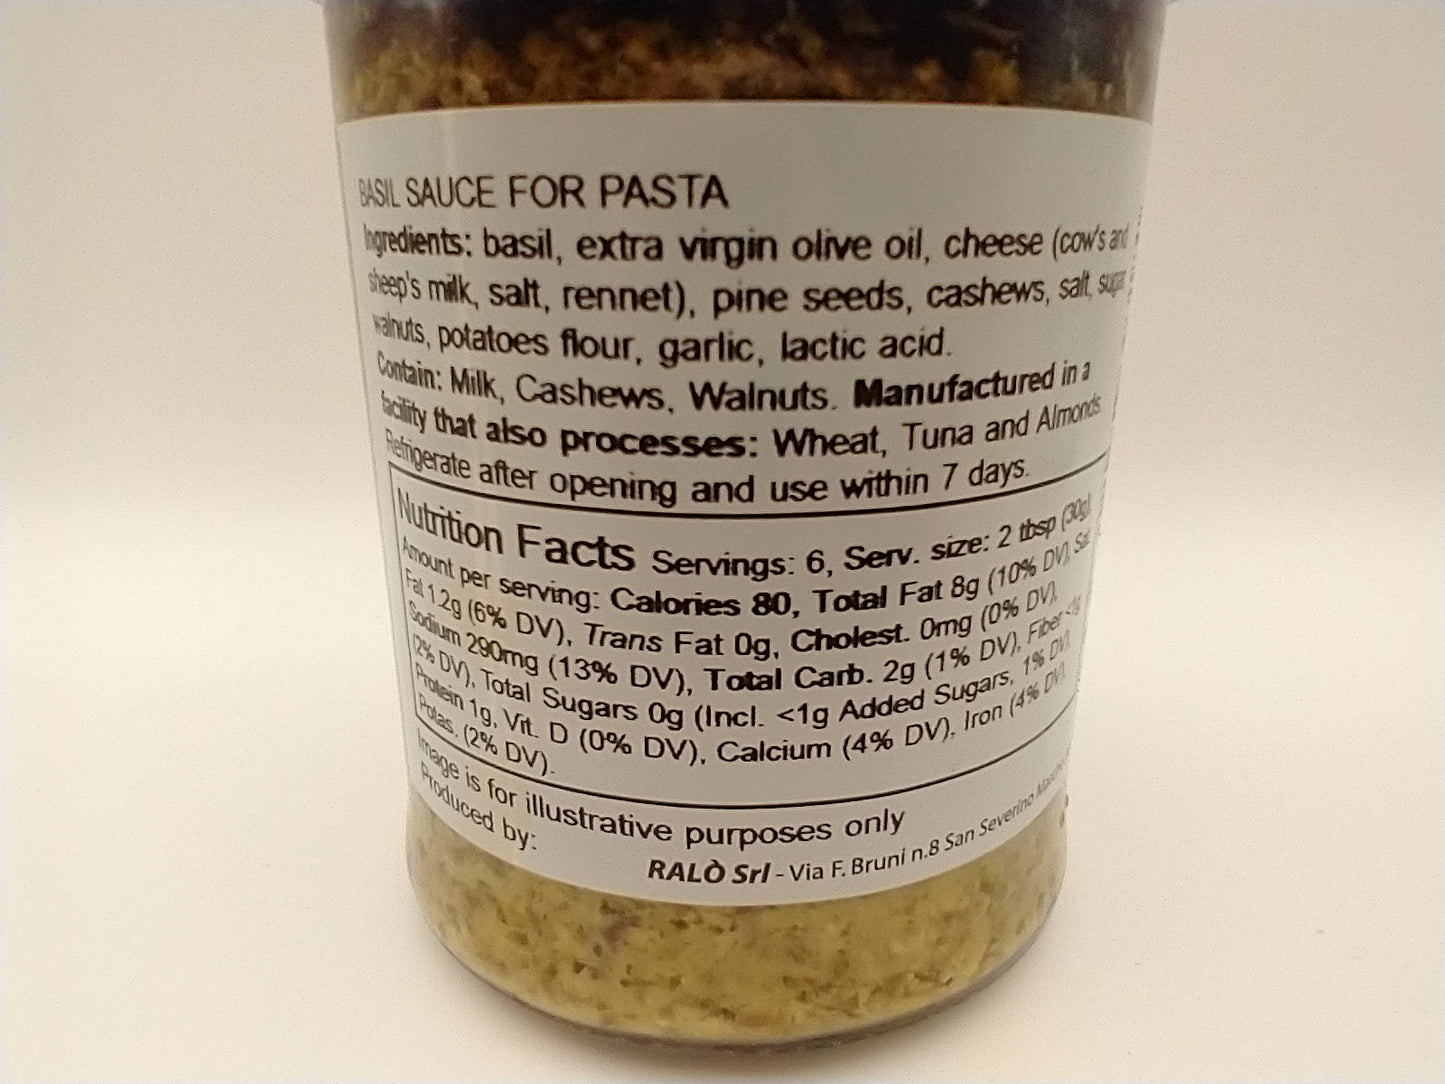 BASIL SAUCE FOR PASTA
Ingredients: basil, extra virgin olive oil, cheese (cow's and
sheep's milk, salt, rennet), pine seeds, cashews, salt, sugar
walnuts, potatoes flour, garlic, lactic acid.
Contain: Milk, Cashews, Walnuts. Manufactured in a
facility that also processes: Wheat, Tuna and Almonds.
Refrigerate after opening and use within 7 days.
Nutrition Facts Servings: 6, Serv. size: 2 tbsp (30g)
Amount per serving: Calories 80, Total Fat 8g (10% DV), Sat.
Fat 1.2g (6% DV), Trans Fat 0g, Cholest. 0mg (0% DV),
Sodium 290mg (13% DV), Total Carb. 2g (1% DV), Fiber <1g
(2% DV), Total Sugars 0g (Incl. <1g Added Sugars, 1% DV),
Protein 1g, Vit. D (0% DV), Calcium (4% DV), Iron (4% DV)
Potas. (2% DV).
Image is for illustrative purposes only
Produced by:
RALÒ Srl - Via F. Bruni n.8 San Severino